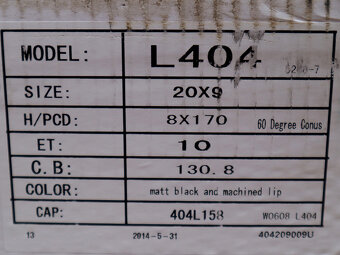 MODEL: L404
SIZE: 20X9
H/PCD: 8X170 60 Degree Conus
ET: 10
C.B: 130.8
COLOR: matt black and machined lip
CAP: 404L158 W0608 L404
13 2014-5-31 404209009U